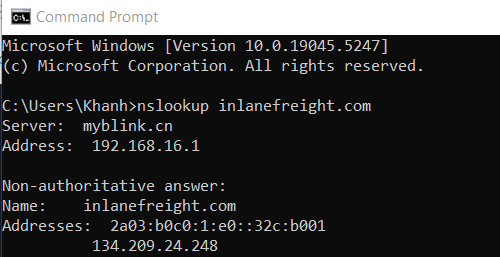 Command Prompt
Microsoft Windows [Version 10.0.19045.5247]
(c) Microsoft Corporation. All rights reserved.
C:\Users\Khanh>nslookup inlanefreight.com
Server:  myblink.cn
Address:  192.168.16.1
Non-authoritative answer:
Name:    inlanefreight.com
Addresses:  2a03:b0c0:1:e0::32c:b001
          134.209.24.248